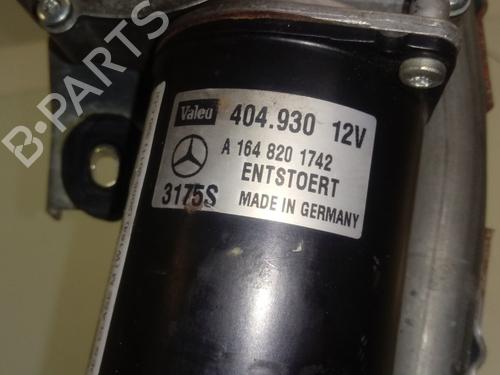 B-PARTS
Valeo 404.930 12V
A 164 820 1742
ENTSTOERT
3175S MADE IN GERMANY